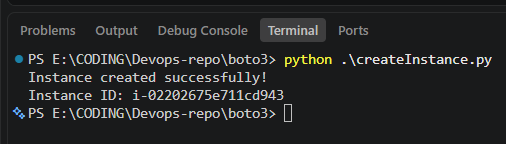 Problems Output Debug Console Terminal Ports
PS E:\CODING\Devops-repo\boto3> python .\createInstance.py
Instance created successfully!
Instance ID: i-02202675e711cd943
PS E:\CODING\Devops-repo\boto3>